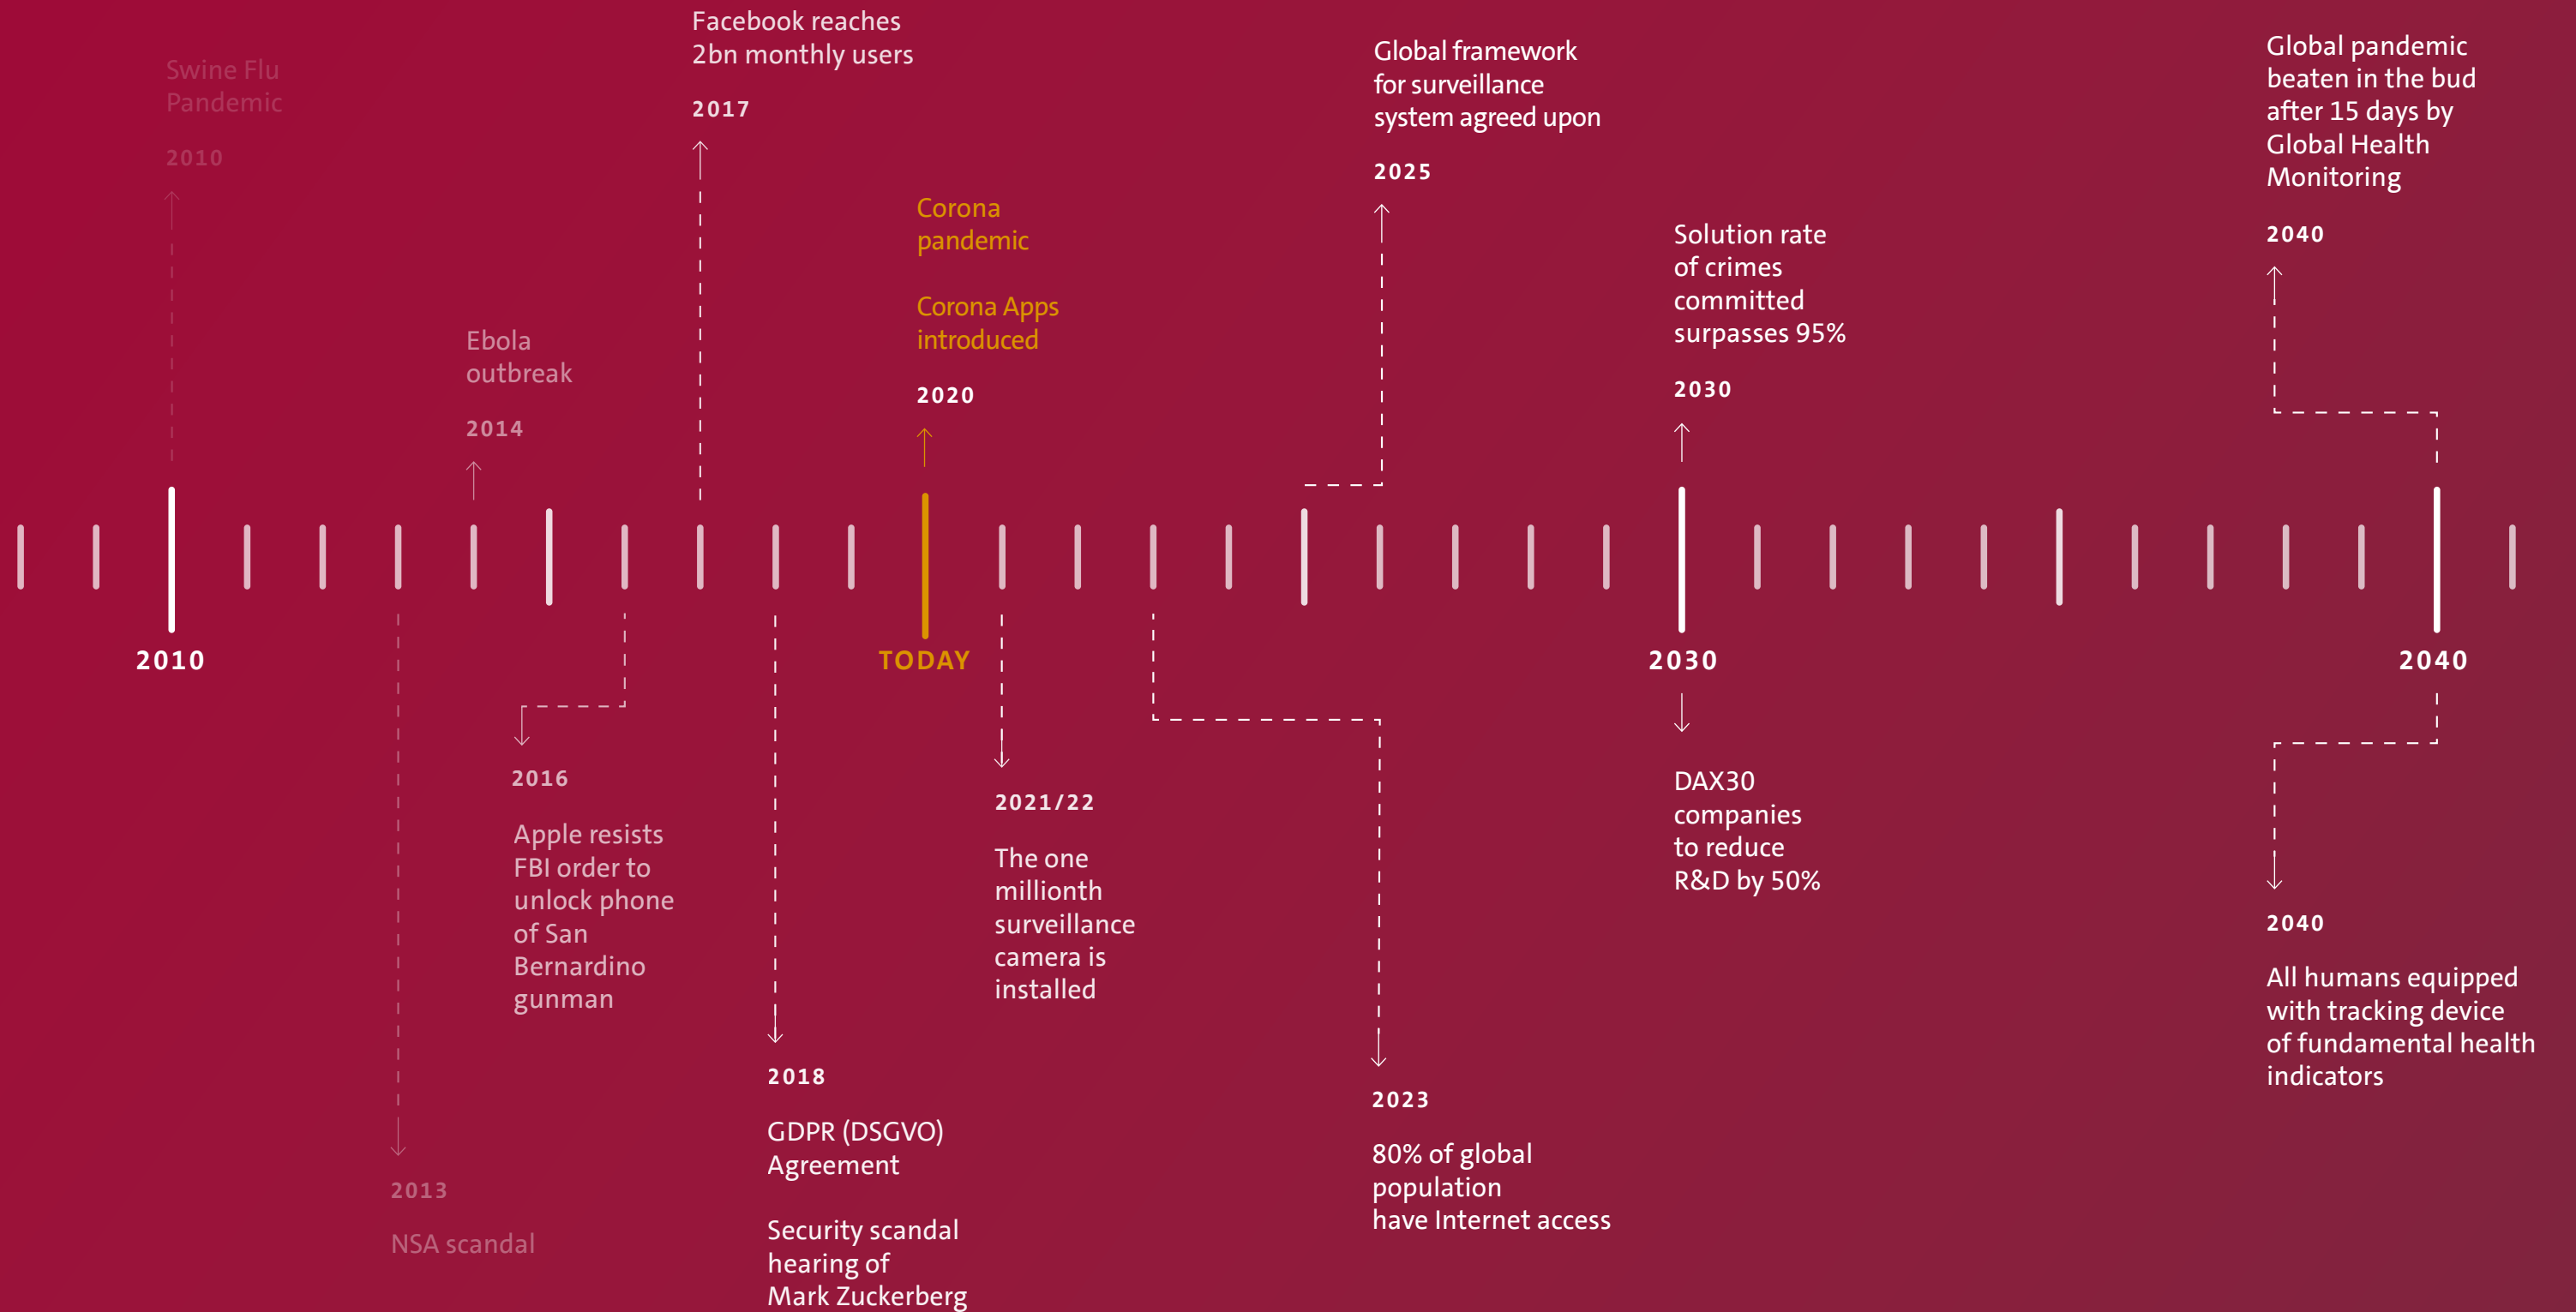 Swine Flu
Pandemic
2010
Ebola
outbreak
2014
Facebook reaches
2bn monthly users
2017
Corona
pandemic
Corona Apps
introduced
2020
Global framework
for surveillance
system agreed upon
2025
Solution rate
of crimes
committed
surpasses 95%
2030
Global pandemic
beaten in the bud
after 15 days by
Global Health
Monitoring
2040
2010
TODAY
2030
2040
2013
NSA scandal
2016
Apple resists
FBI order to
unlock phone
of San
Bernardino
gunman
2018
GDPR (DSGVO)
Agreement
Security scandal
hearing of
Mark Zuckerberg
2021/22
The one
millionth
surveillance
camera is
installed
2023
80% of global
population
have Internet access
DAX30
companies
to reduce
R&D by 50%
2040
All humans equipped
with tracking device
of fundamental health
indicators